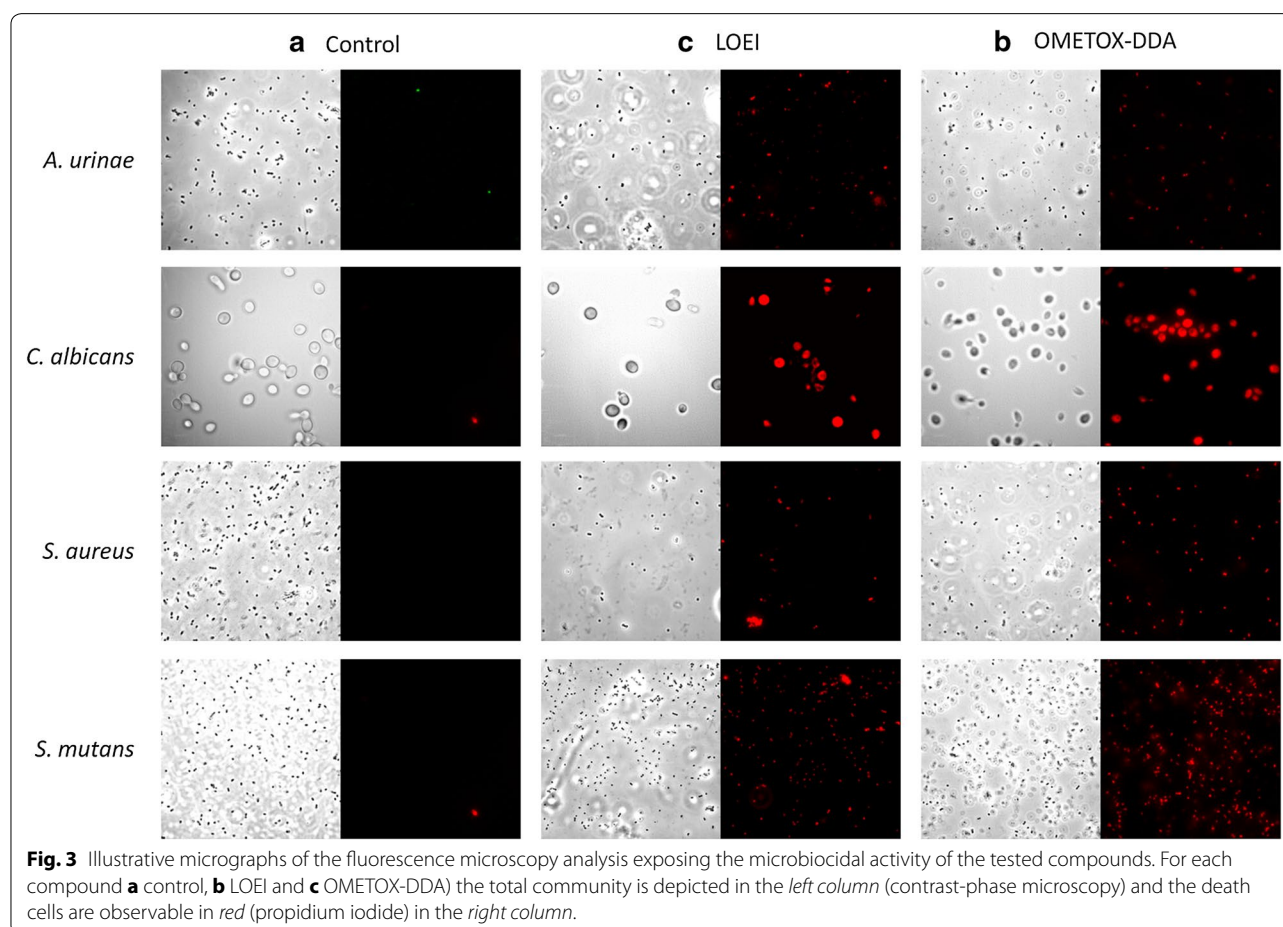 a Control c LOEI b OMETOX-DDA
A. urinae
C. albicans
S. aureus
S. mutans
Fig. 3 Illustrative micrographs of the fluorescence microscopy analysis exposing the microbiocidal activity of the tested compounds. For each
compound a control, b LOEI and c OMETOX-DDA) the total community is depicted in the left column (contrast-phase microscopy) and the death
cells are observable in red (propidium iodide) in the right column.